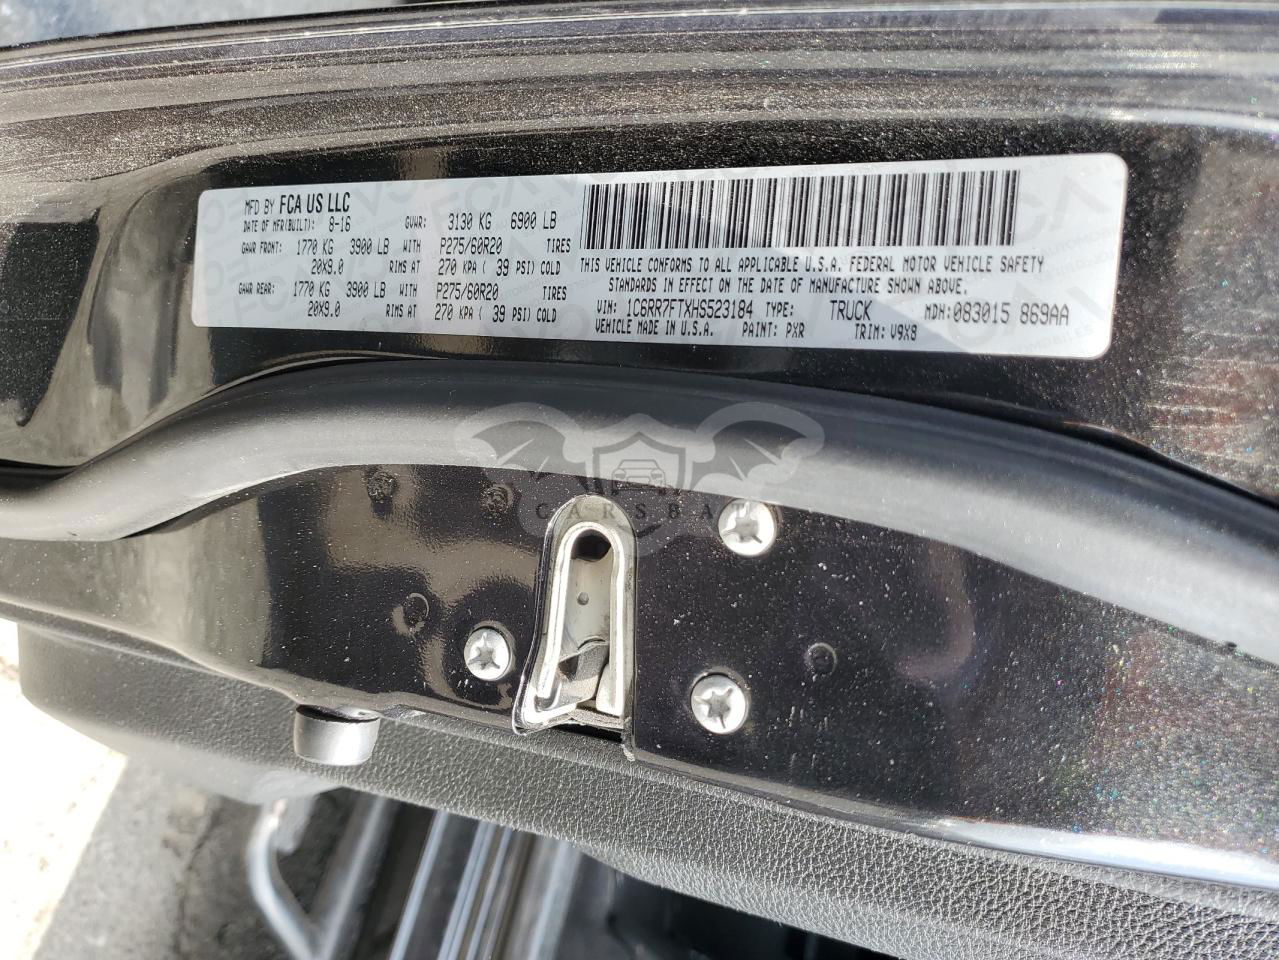 MFD BY FCA US LLC
DATE OF MFR(BUILT): 8-16 GVWR: 3130 KG 6900 LB
GAWR FRONT: 1770 KG 3900 LB WITH P275/60R20 TIRES
20X9.0 RIMS AT 270 KPA ( 39 PSI) COLD
GAWR REAR: 1770 KG 3900 LB WITH P275/60R20 TIRES
20X9.0 RIMS AT 270 KPA ( 39 PSI) COLD
THIS VEHICLE CONFORMS TO ALL APPLICABLE U.S.A. FEDERAL MOTOR VEHICLE SAFETY
STANDARDS IN EFFECT ON THE DATE OF MANUFACTURE SHOWN ABOVE.
VIN: 1C6RR7FTXHS523184 TYPE: TRUCK MDH: 083015 869AA
VEHICLE MADE IN U.S.A. PAINT: PXR TRIM: V9X8
CARSBAT